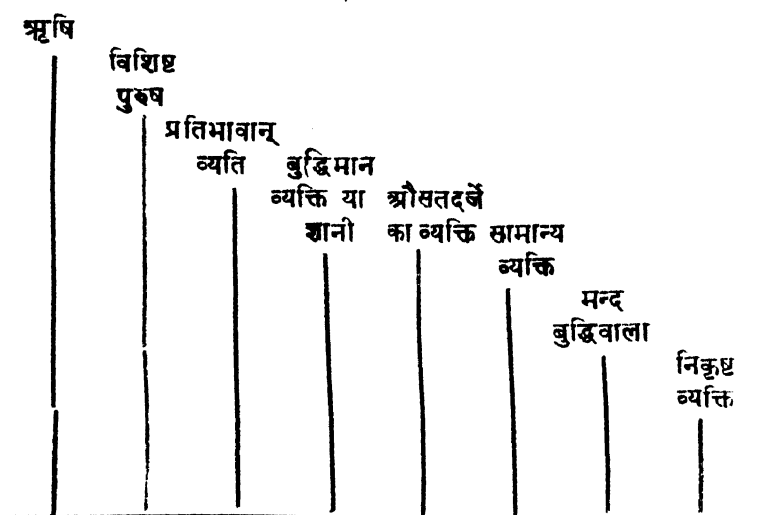 ऋषि
विशिष्ट
पुरुष
प्रतिभावान्
व्यति
बुद्धिमान
व्यक्ति या
ज्ञानी
औसतदर्जे
का व्यक्ति
सामान्य
व्यक्ति
मन्द
बुद्धिवाला
निकृष्ट
व्यक्ति